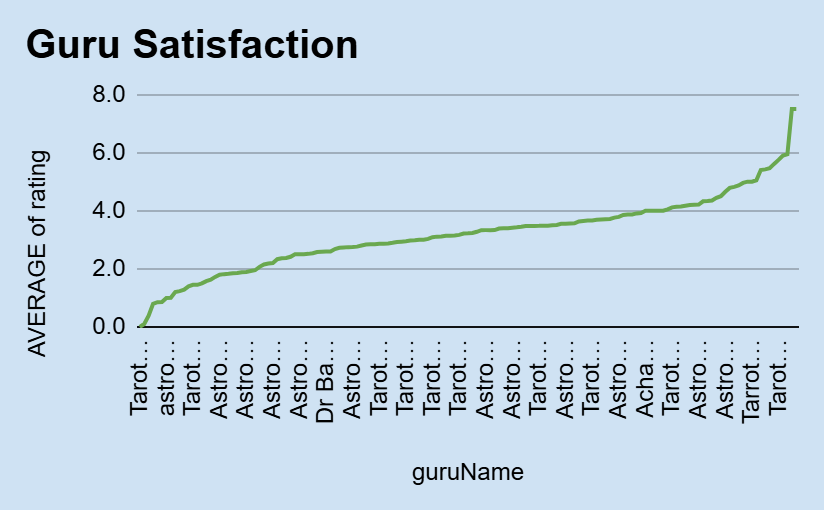 Guru Satisfaction
AVERAGE of rating
8.0
6.0
4.0
2.0
0.0
Tarot…
astro…
Tarot…
Astro…
Astro…
Astro…
Astro…
Dr Ba…
Astro…
Tarot…
Tarot…
Tarot…
Tarot…
Astro…
Astro…
Tarot…
Astro…
Tarot…
Astro…
Acha…
Tarot…
Astro…
Astro…
Tarrot…
Tarot…
guruName